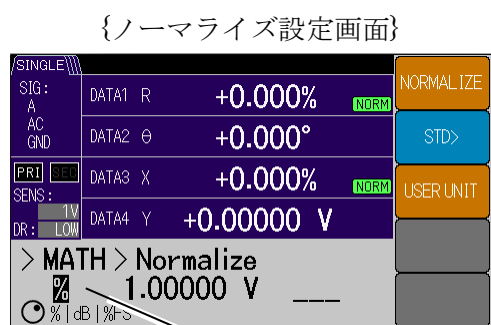 {ノーマライズ設定画面}
SINGLE
SIG:
A
AC
GND
DATA1 R +0.000% NORM
DATA2 θ +0.000°
PRI SEC
DATA3 X +0.000% NORM
SENS:
1V
DR: LOW
DATA4 Y +0.00000 V
> MATH > Normalize
% 1.00000 V ___
% | dB | %FS
NORMALIZE
STD>
USER UNIT